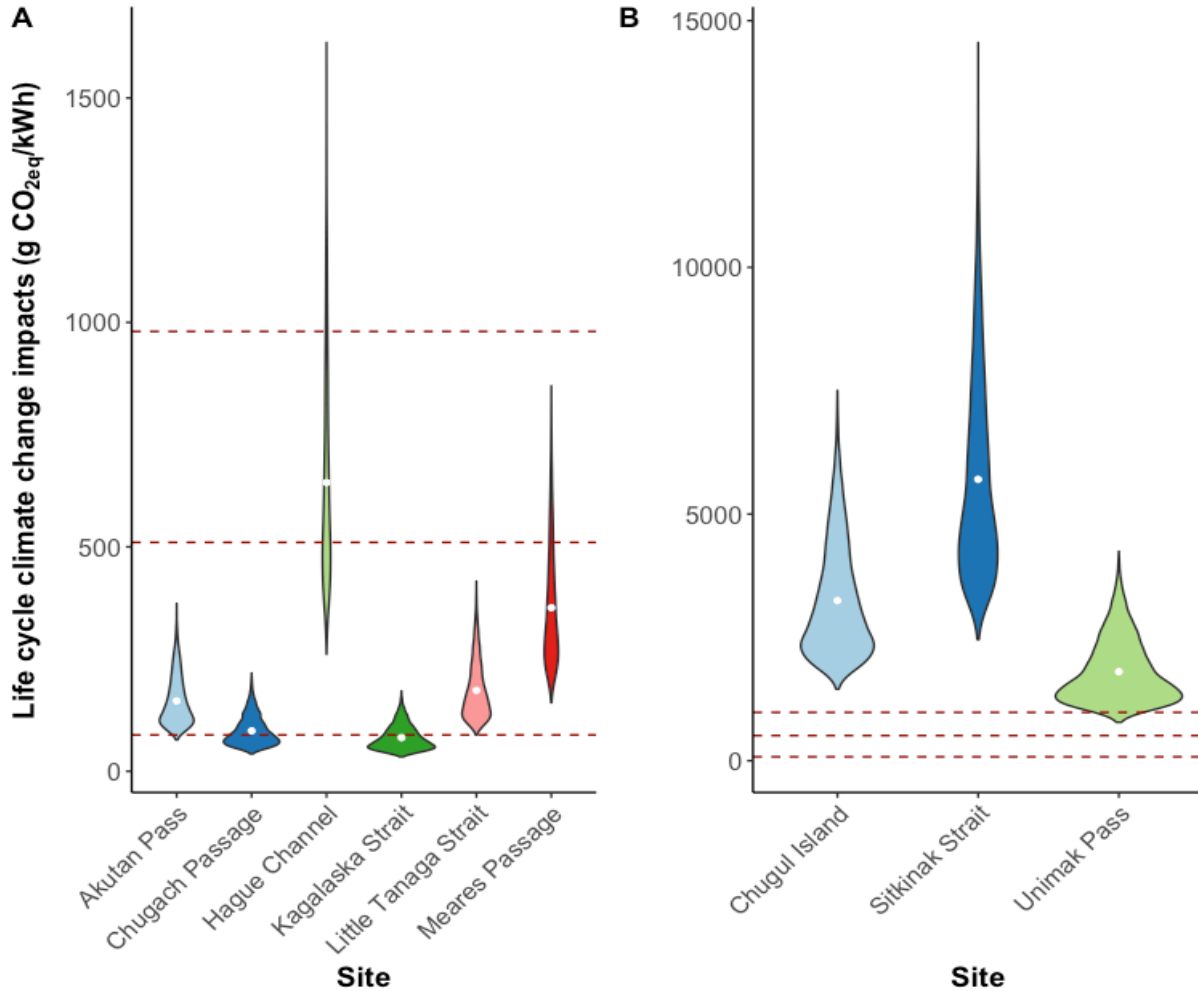 A
Life cycle climate change impacts (g CO2eq/kWh)
1500
1000
500
0
Akutan Pass
Chugach Passage
Hague Channel
Kagalaska Strait
Little Tanaga Strait
Meares Passage
Site
B
15000
10000
5000
0
Chugul Island
Sitkinak Strait
Unimak Pass
Site